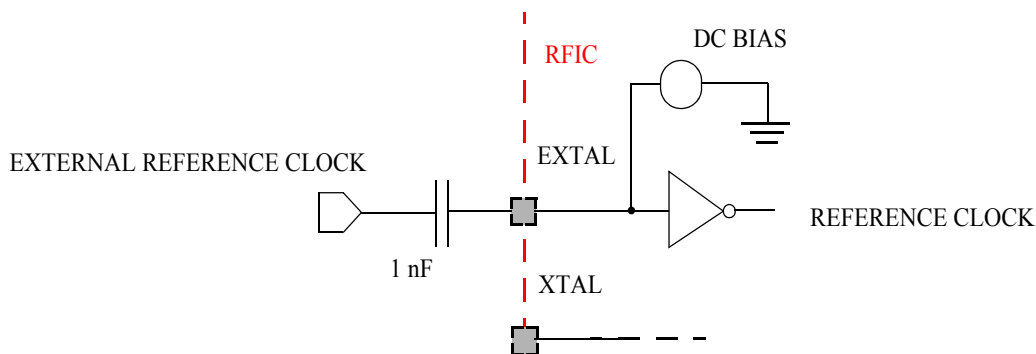 DC BIAS
RFIC
EXTAL
EXTERNAL REFERENCE CLOCK
REFERENCE CLOCK
1 nF
XTAL